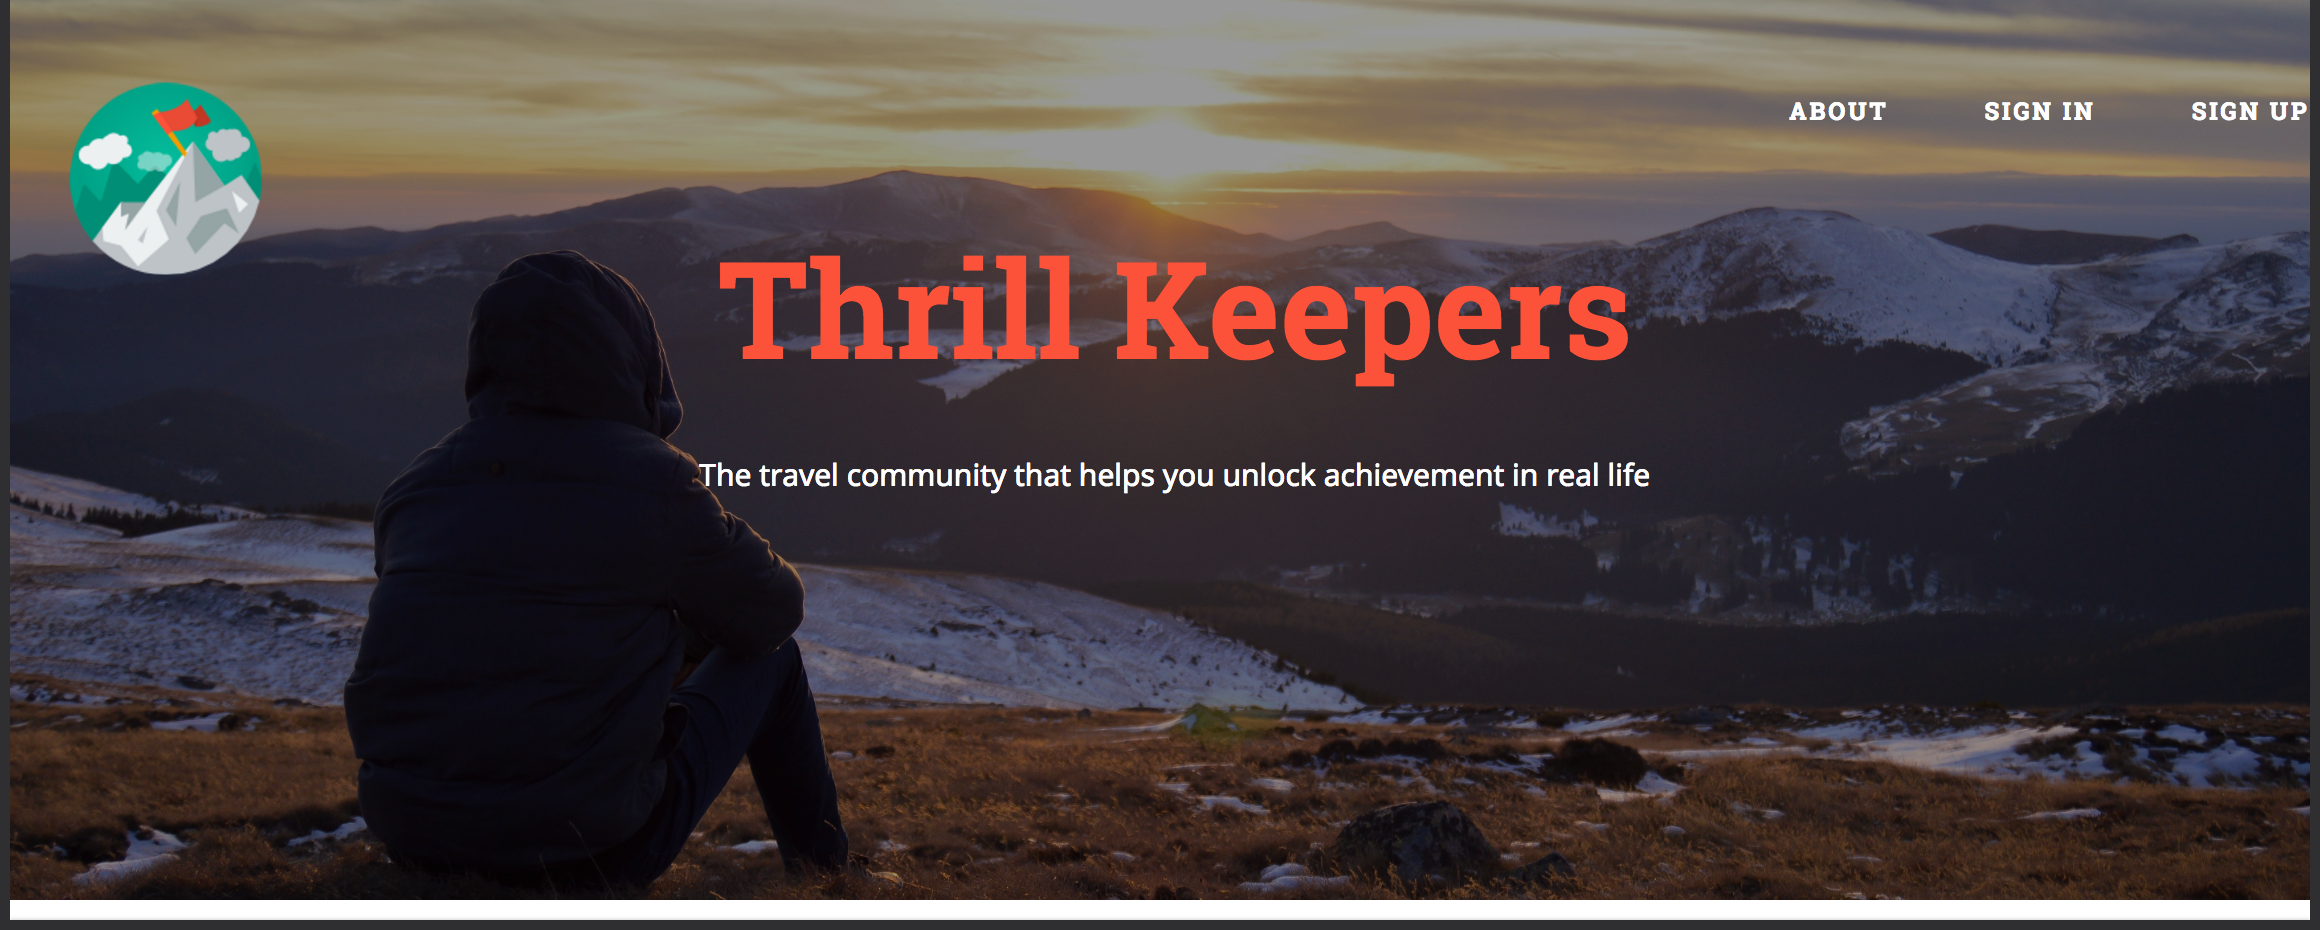 ABOUT SIGN IN SIGN UP
Thrill Keepers
The travel community that helps you unlock achievement in real life